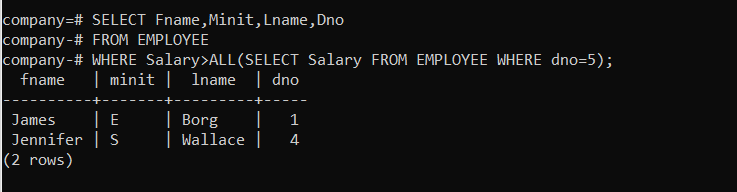 company=# SELECT Fname,Minit,Lname,Dno
company-# FROM EMPLOYEE
company-# WHERE Salary>ALL(SELECT Salary FROM EMPLOYEE WHERE dno=5);
  fname   | minit |  lname  | dno
----------+-------+---------+-----
 James    | E     | Borg    |   1
 Jennifer | S     | Wallace |   4
(2 rows)